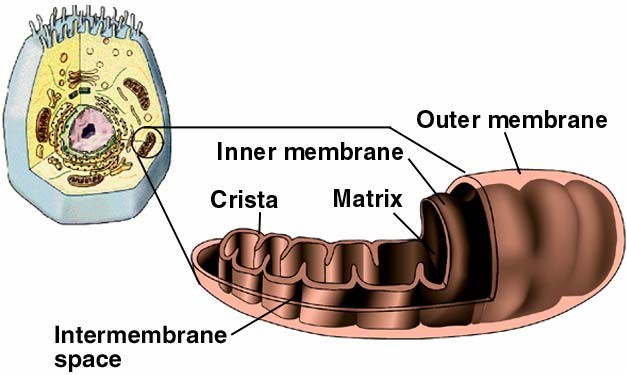 Outer membrane
Inner membrane
Crista
Matrix
Intermembrane
space